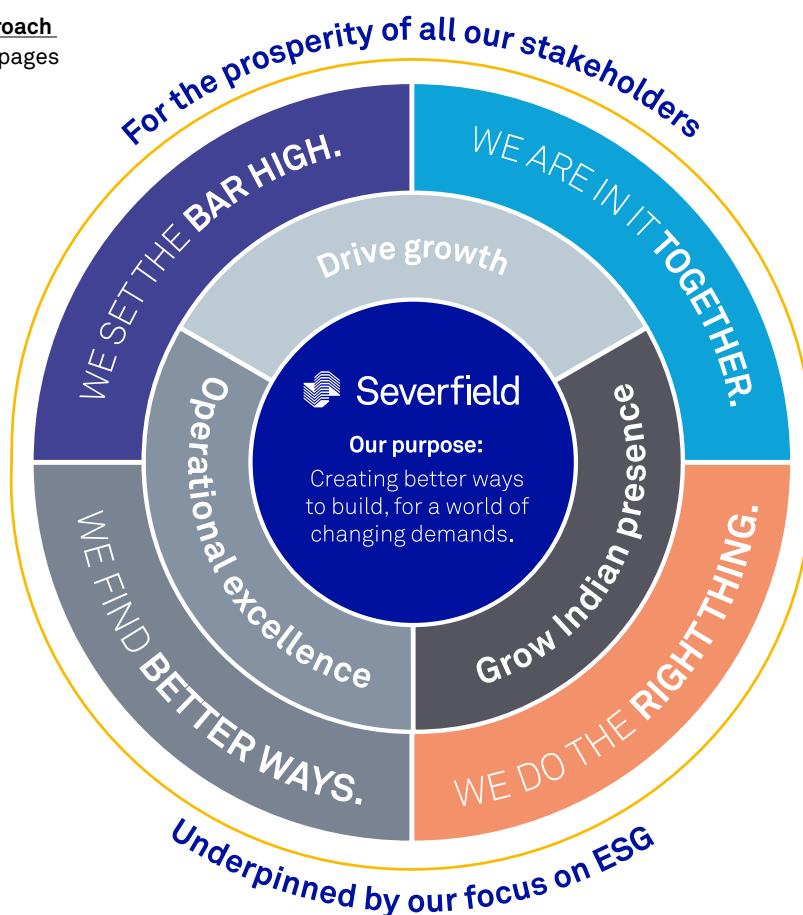 roach
pages
For the prosperity of all our stakeholders
WE SET THE BAR HIGH.
WE ARE IN IT TOGETHER.
Drive growth
Operational excellence
Grow Indian presence
Severfield
Our purpose:
Creating better ways
to build, for a world of
changing demands.
WE FIND BETTER WAYS.
WE DO THE RIGHT THING.
Underpinned by our focus on ESG